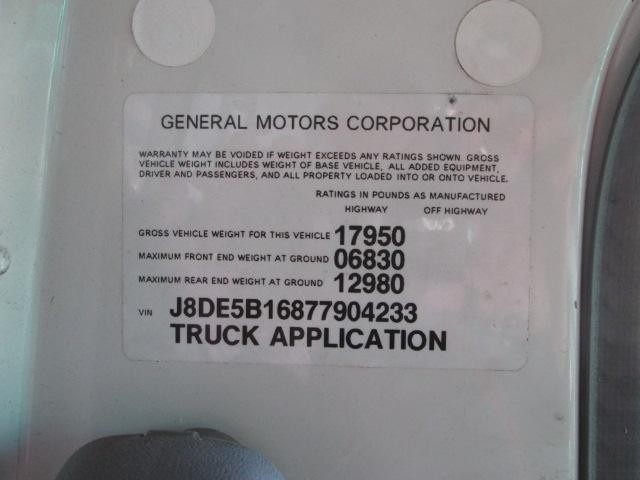 GENERAL MOTORS CORPORATION
WARRANTY MAY BE VOIDED IF WEIGHT EXCEEDS ANY RATINGS SHOWN. GROSS
VEHICLE WEIGHT INCLUDES WEIGHT OF BASE VEHICLE, ALL ADDED EQUIPMENT,
DRIVER AND PASSENGERS, AND ALL PROPERTY LOADED INTO OR ONTO VEHICLE.
RATINGS IN POUNDS AS MANUFACTURED
HIGHWAY OFF HIGHWAY
GROSS VEHICLE WEIGHT FOR THIS VEHICLE 17950
MAXIMUM FRONT END WEIGHT AT GROUND 06830
MAXIMUM REAR END WEIGHT AT GROUND 12980
VIN J8DE5B16877904233
TRUCK APPLICATION